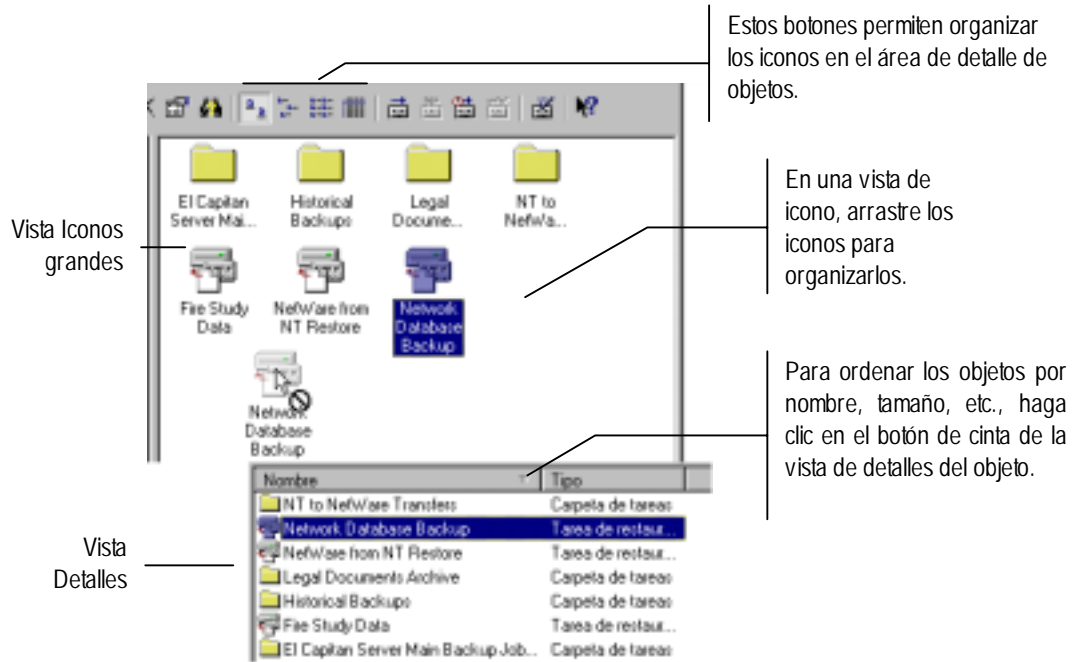 Estos botones permiten organizar
los iconos en el área de detalle de
objetos.
El Capitan
Server Mai...
Historical
Backups
Legal
Docume...
NT to
NetWa...
Vista Iconos
grandes
En una vista de
icono, arrastre los
iconos para
organizarlos.
Fire Study
Data
NetWare from
NT Restore
Network
Database
Backup
Network
Database
Backup
Para ordenar los objetos por
nombre, tamaño, etc., haga
clic en el botón de cinta de la
vista de detalles del objeto.
Nombre Tipo
NT to NetWare Transfers Carpeta de tareas
Network Database Backup Tarea de restaur...
NetWare from NT Restore Tarea de restaur...
Legal Documents Archive Carpeta de tareas
Historical Backups Carpeta de tareas
Fire Study Data Tarea de restaur...
El Capitan Server Main Backup Job... Carpeta de tareas
Vista
Detalles